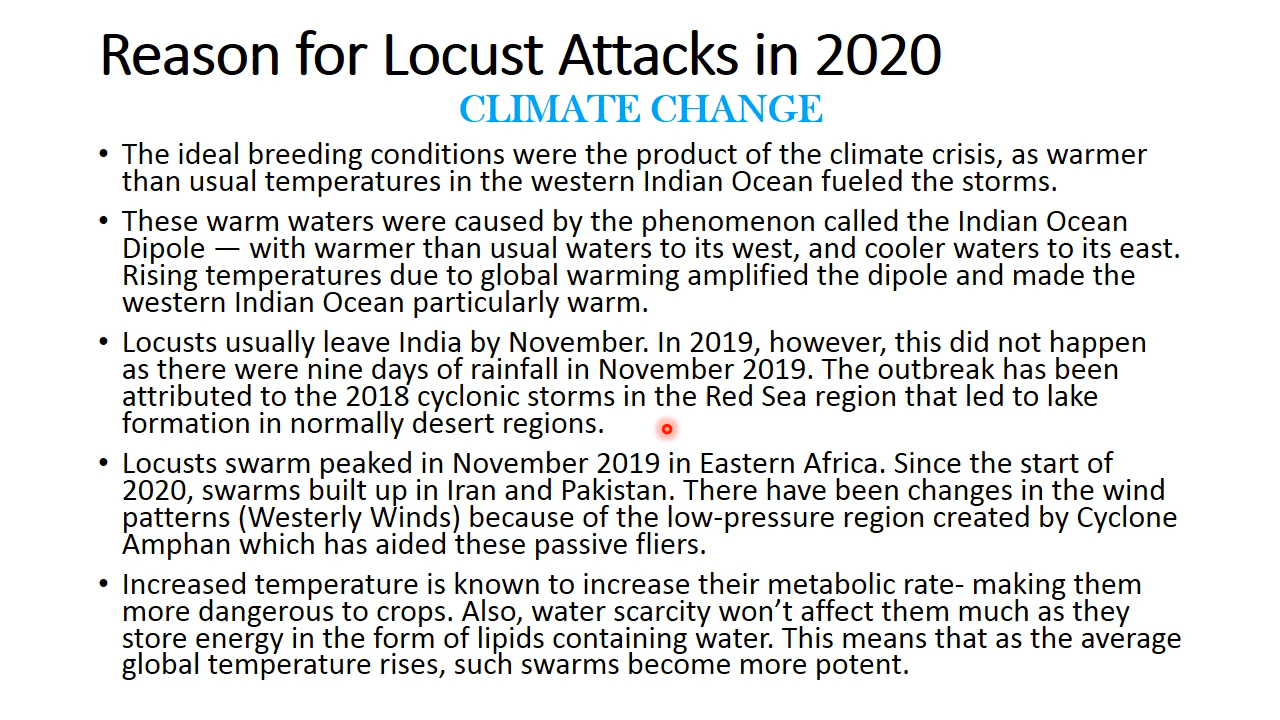 Reason for Locust Attacks in 2020
CLIMATE CHANGE
• The ideal breeding conditions were the product of the climate crisis, as warmer
than usual temperatures in the western Indian Ocean fueled the storms.
• These warm waters were caused by the phenomenon called the Indian Ocean
Dipole — with warmer than usual waters to its west, and cooler waters to its east.
Rising temperatures due to global warming amplified the dipole and made the
western Indian Ocean particularly warm.
• Locusts usually leave India by November. In 2019, however, this did not happen
as there were nine days of rainfall in November 2019. The outbreak has been
attributed to the 2018 cyclonic storms in the Red Sea region that led to lake
formation in normally desert regions.
• Locusts swarm peaked in November 2019 in Eastern Africa. Since the start of
2020, swarms built up in Iran and Pakistan. There have been changes in the wind
patterns (Westerly Winds) because of the low-pressure region created by Cyclone
Amphan which has aided these passive fliers.
• Increased temperature is known to increase their metabolic rate- making them
more dangerous to crops. Also, water scarcity won’t affect them much as they
store energy in the form of lipids containing water. This means that as the average
global temperature rises, such swarms become more potent.